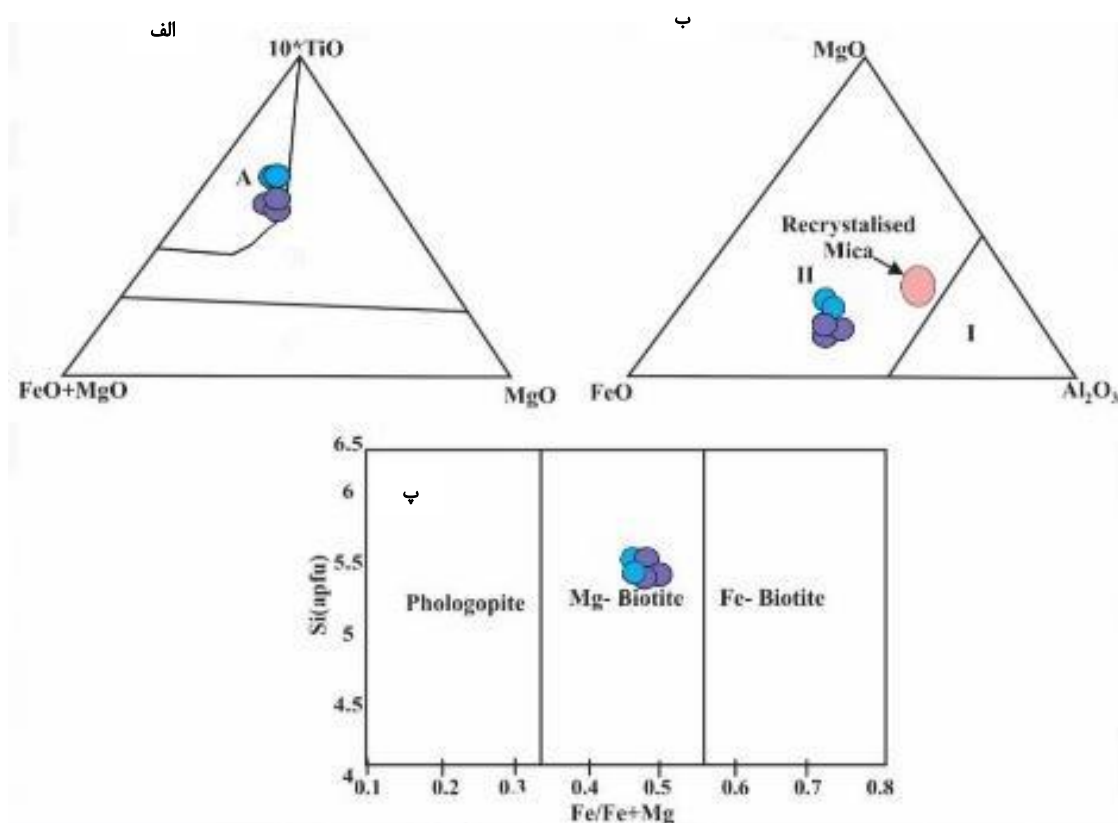 الف
10*TiO
A
FeO+MgO
MgO
ب
MgO
Recrystalised
Mica
II
I
FeO
Al₂O₃
پ
6.5
6
5.5
5
4.5
4
Si(apfu)
Phologopite
Mg- Biotite
Fe- Biotite
0.1 0.2 0.3 0.4 0.5 0.6 0.7 0.8
Fe/Fe+Mg